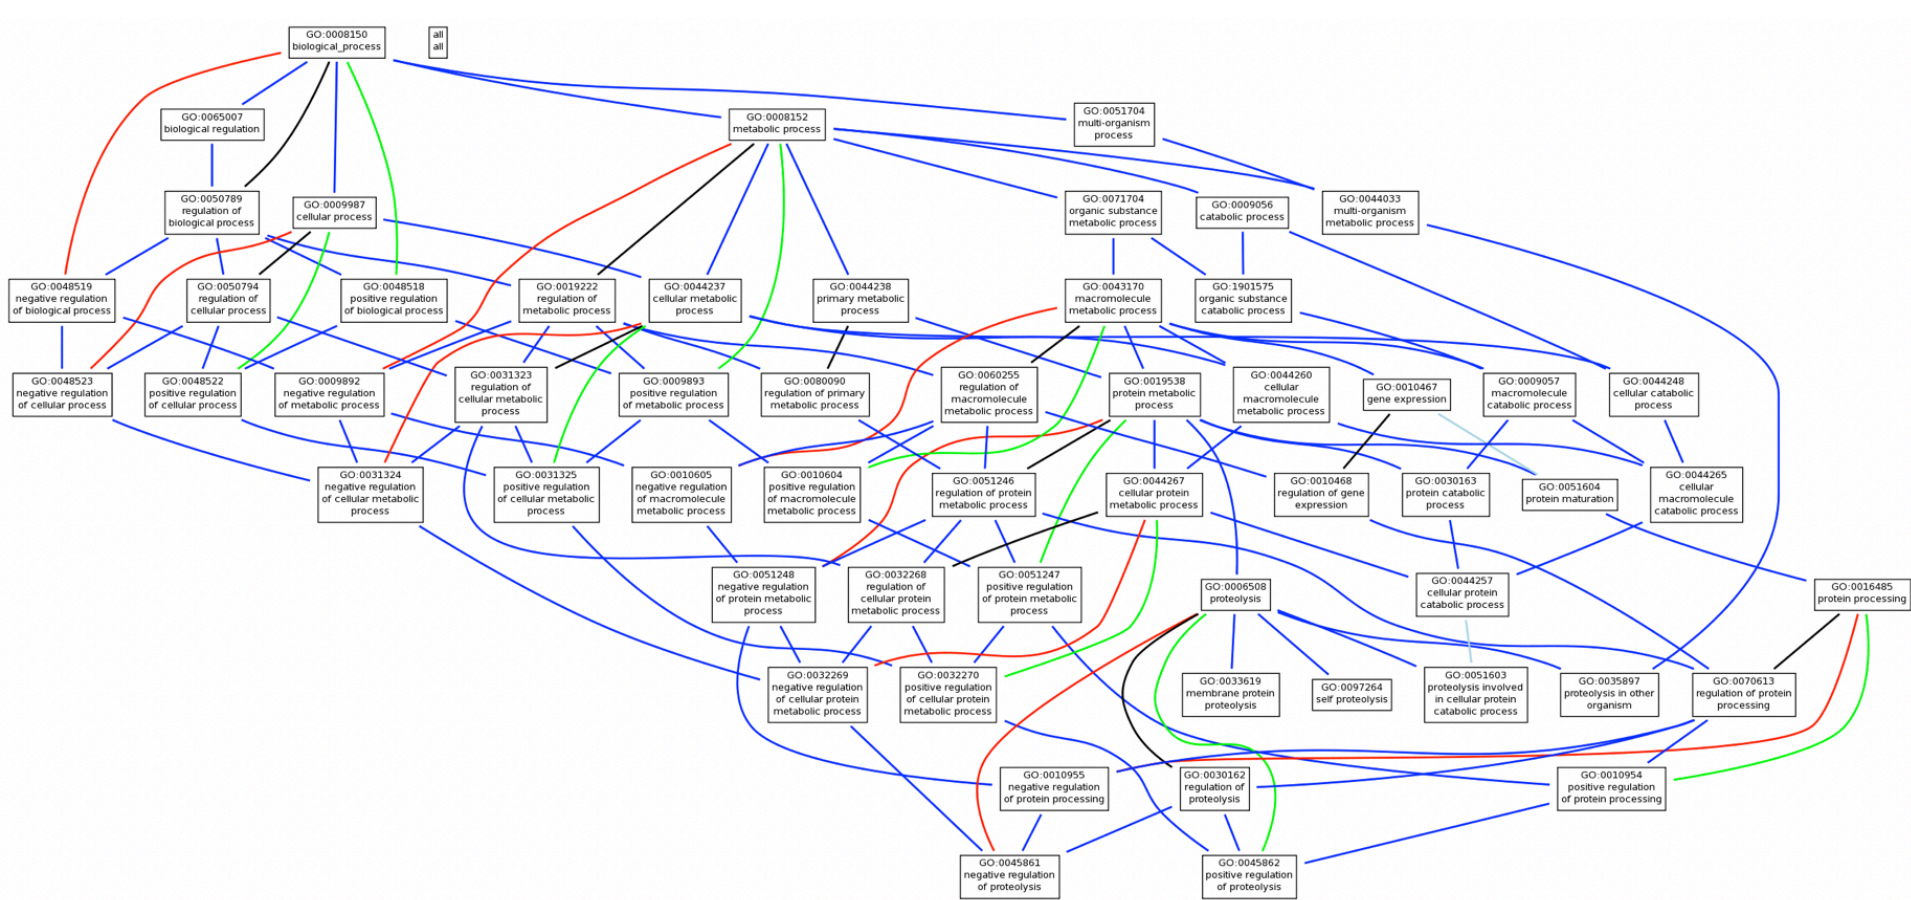 GO:0008150
biological_process
all
all
GO:0065007
biological regulation
GO:0008152
metabolic process
GO:0051704
multi-organism
process
GO:0050789
regulation of
biological process
GO:0009987
cellular process
GO:0071704
organic substance
metabolic process
GO:0009056
catabolic process
GO:0044033
multi-organism
metabolic process
GO:0048519
negative regulation
of biological process
GO:0050794
regulation of
cellular process
GO:0048518
positive regulation
of biological process
GO:0019222
regulation of
metabolic process
GO:0044237
cellular metabolic
process
GO:0044238
primary metabolic
process
GO:0043170
macromolecule
metabolic process
GO:1901575
organic substance
catabolic process
GO:0048523
negative regulation
of cellular process
GO:0048522
positive regulation
of cellular process
GO:0009892
negative regulation
of metabolic process
GO:0031323
regulation of
cellular metabolic
process
GO:0009893
positive regulation
of metabolic process
GO:0080090
regulation of primary
metabolic process
GO:0060255
regulation of
macromolecule
metabolic process
GO:0019538
protein metabolic
process
GO:0044260
cellular
macromolecule
metabolic process
GO:0010467
gene expression
GO:0009057
macromolecule
catabolic process
GO:0044248
cellular catabolic
process
GO:0031324
negative regulation
of cellular metabolic
process
GO:0031325
positive regulation
of cellular metabolic
process
GO:0010605
negative regulation
of macromolecule
metabolic process
GO:0010604
positive regulation
of macromolecule
metabolic process
GO:0051246
regulation of protein
metabolic process
GO:0044267
cellular protein
metabolic process
GO:0010468
regulation of gene
expression
GO:0030163
protein catabolic
process
GO:0051604
protein maturation
GO:0044265
cellular
macromolecule
catabolic process
GO:0051248
negative regulation
of protein metabolic
process
GO:0032268
regulation of
cellular protein
metabolic process
GO:0051247
positive regulation
of protein metabolic
process
GO:0006508
proteolysis
GO:0044257
cellular protein
catabolic process
GO:0016485
protein processing
GO:0032269
negative regulation
of cellular protein
metabolic process
GO:0032270
positive regulation
of cellular protein
metabolic process
GO:0033619
membrane protein
proteolysis
GO:0097264
self proteolysis
GO:0051603
proteolysis involved
in cellular protein
catabolic process
GO:0035897
proteolysis in other
organism
GO:0070613
regulation of protein
processing
GO:0010955
negative regulation
of protein processing
GO:0030162
regulation of
proteolysis
GO:0010954
positive regulation
of protein processing
GO:0045861
negative regulation
of proteolysis
GO:0045862
positive regulation
of proteolysis